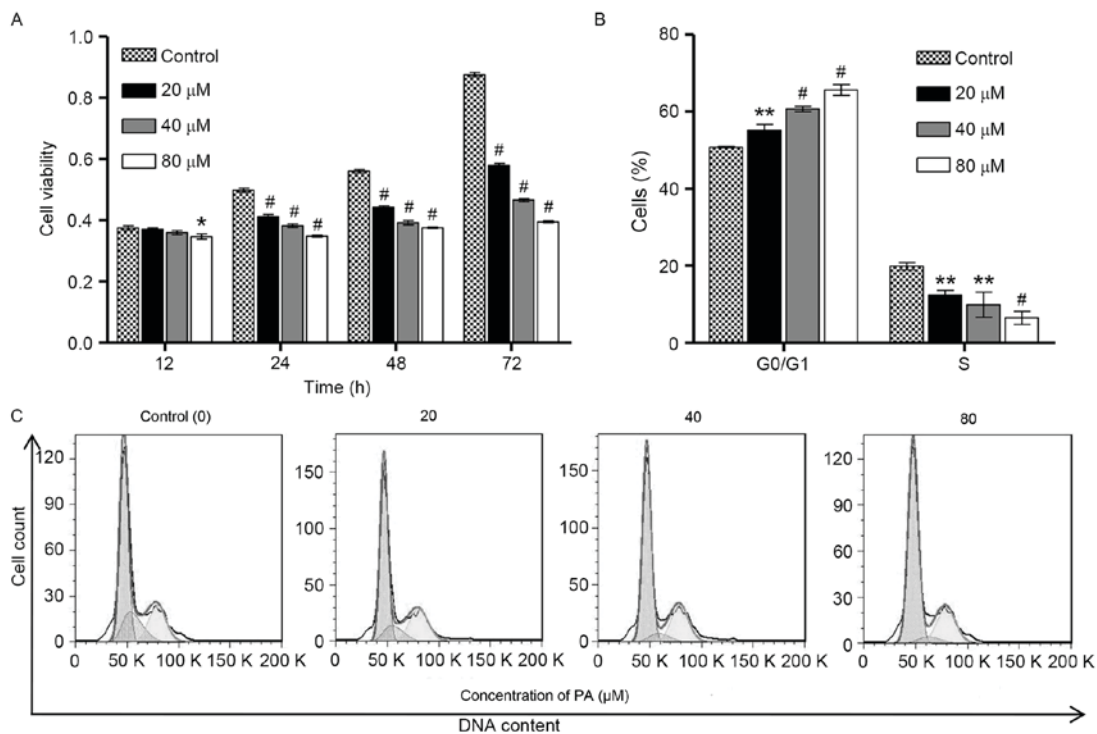 A
Cell viability
1.0
0.8
0.6
0.4
0.2
0.0
Control
20 μM
40 μM
80 μM
*
# # #
# # #
# # #
12 24 48 72
Time (h)
B
Cells (%)
80
60
40
20
0
** # #
** ** #
Control
20 μM
40 μM
80 μM
G0/G1 S
C
Control (0) 20 40 80
Cell count
120
90
60
30
0
0 50 K 100 K 150 K 200 K
150
100
50
0
0 50 K 100 K 150 K 200 K
150
100
50
0
0 50 K 100 K 150 K 200 K
120
90
60
30
0
0 50 K 100 K 150 K 200 K
Concentration of PA (μM)
DNA content